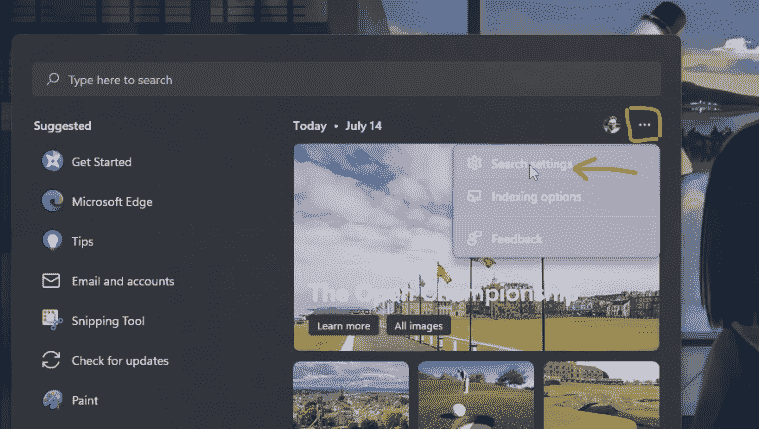 Type here to search
Suggested
Today • July 14
Get Started
Microsoft Edge
Tips
Email and accounts
Snipping Tool
Check for updates
Paint
Search settings
Indexing options
Feedback
The Open Championship
Learn more
All images